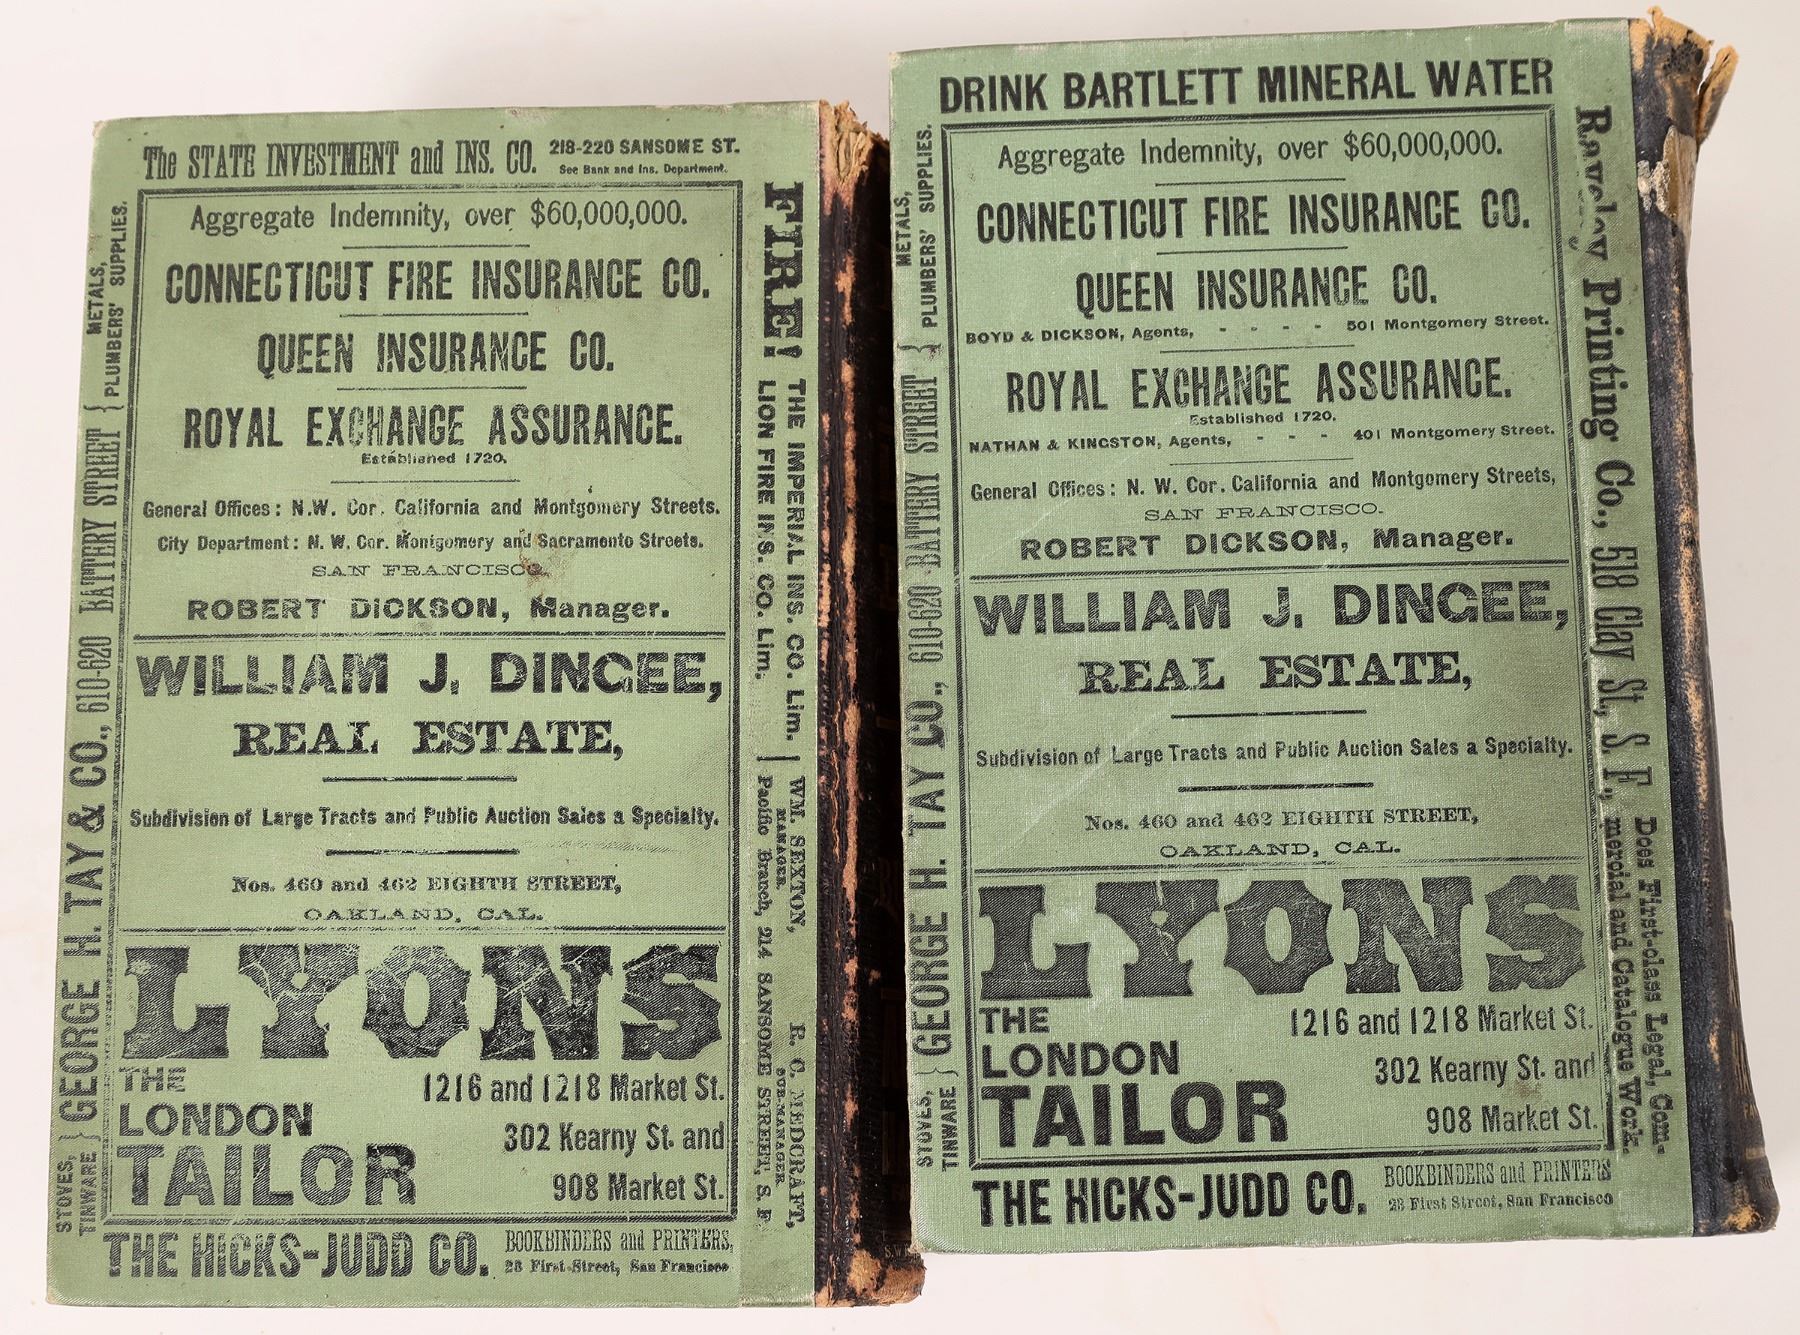 The STATE INVESTMENT and INS. CO. 218-220 SANSOME ST.
See Bank and Ins. Department.
Aggregate Indemnity, over $60,000,000.
CONNECTICUT FIRE INSURANCE CO.
QUEEN INSURANCE CO.
ROYAL EXCHANGE ASSURANCE.
Established 1720.
General Offices: N.W. Cor. California and Montgomery Streets.
City Department: N. W. Cor. Montgomery and Sacramento Streets.
SAN FRANCISCO.
ROBERT DICKSON, Manager.
WILLIAM J. DINGEE,
REAL ESTATE,
Subdivision of Large Tracts and Public Auction Sales a Specialty.
Nos. 460 and 462 EIGHTH STREET,
OAKLAND, CAL.
LYONS
THE
LONDON
TAILOR
1216 and 1218 Market St.
302 Kearny St. and
908 Market St.
THE HICKS-JUDD CO. BOOKBINDERS and PRINTERS,
23 First Street, San Francisco
STOVES,
TINWARE
GEORGE H. TAY & CO., 610-620 BATTERY STREET
METALS,
PLUMBERS' SUPPLIES.
FIRE!
THE IMPERIAL INS. CO. Lim.
LION FIRE INS. CO. Lim.
WM. SEXTON,
MANAGER.
R. C. MEDCRAFT,
SUB-MANAGER.
Pacific Branch, 214 SANSOME STREET, S. F.
DRINK BARTLETT MINERAL WATER
Aggregate Indemnity, over $60,000,000.
CONNECTICUT FIRE INSURANCE CO.
QUEEN INSURANCE CO.
BOYD & DICKSON, Agents, - - - - 501 Montgomery Street.
ROYAL EXCHANGE ASSURANCE.
Established 1720.
NATHAN & KINGSTON, Agents, - - - 401 Montgomery Street.
General Offices: N. W. Cor. California and Montgomery Streets,
SAN FRANCISCO.
ROBERT DICKSON, Manager.
WILLIAM J. DINGEE,
REAL ESTATE,
Subdivision of Large Tracts and Public Auction Sales a Specialty.
Nos. 460 and 462 EIGHTH STREET,
OAKLAND, CAL.
LYONS
THE
LONDON
TAILOR
1216 and 1218 Market St.
302 Kearny St. and
908 Market St.
THE HICKS-JUDD CO. BOOKBINDERS and PRINTERS
23 First Street, San Francisco
STOVES,
TINWARE
GEORGE H. TAY CO., 610-620 BATTERY STREET
METALS,
PLUMBERS' SUPPLIES.
Printing Co., 518 Clay St., S. F.,
Does First-class Legal, Com-
mercial and Catalogue Work.